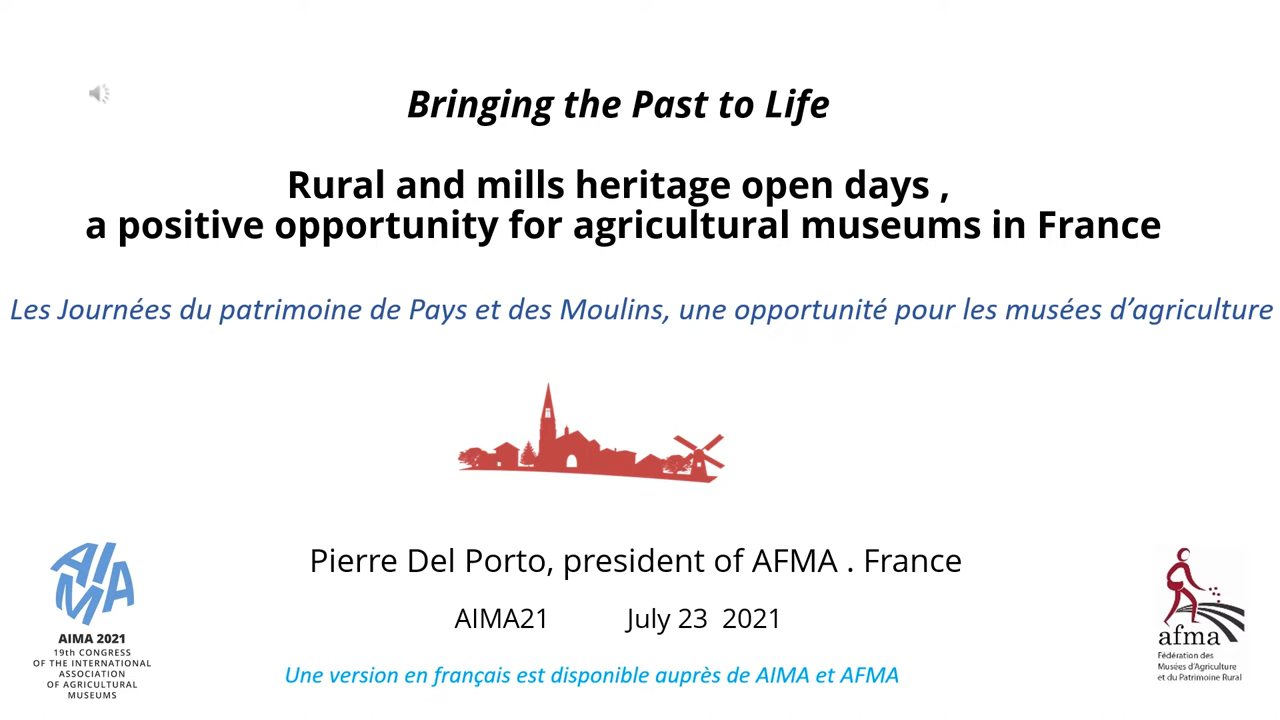 Bringing the Past to Life
Rural and mills heritage open days ,
a positive opportunity for agricultural museums in France
Les Journées du patrimoine de Pays et des Moulins, une opportunité pour les musées d’agriculture
Pierre Del Porto, president of AFMA . France
AIMA21 July 23 2021
Une version en français est disponible auprès de AIMA et AFMA
AIMA
AIMA 2021
19th CONGRESS
OF THE INTERNATIONAL
ASSOCIATION
OF AGRICULTURAL
MUSEUMS
afma
Fédération des
Musées d'Agriculture
et du Patrimoine Rural